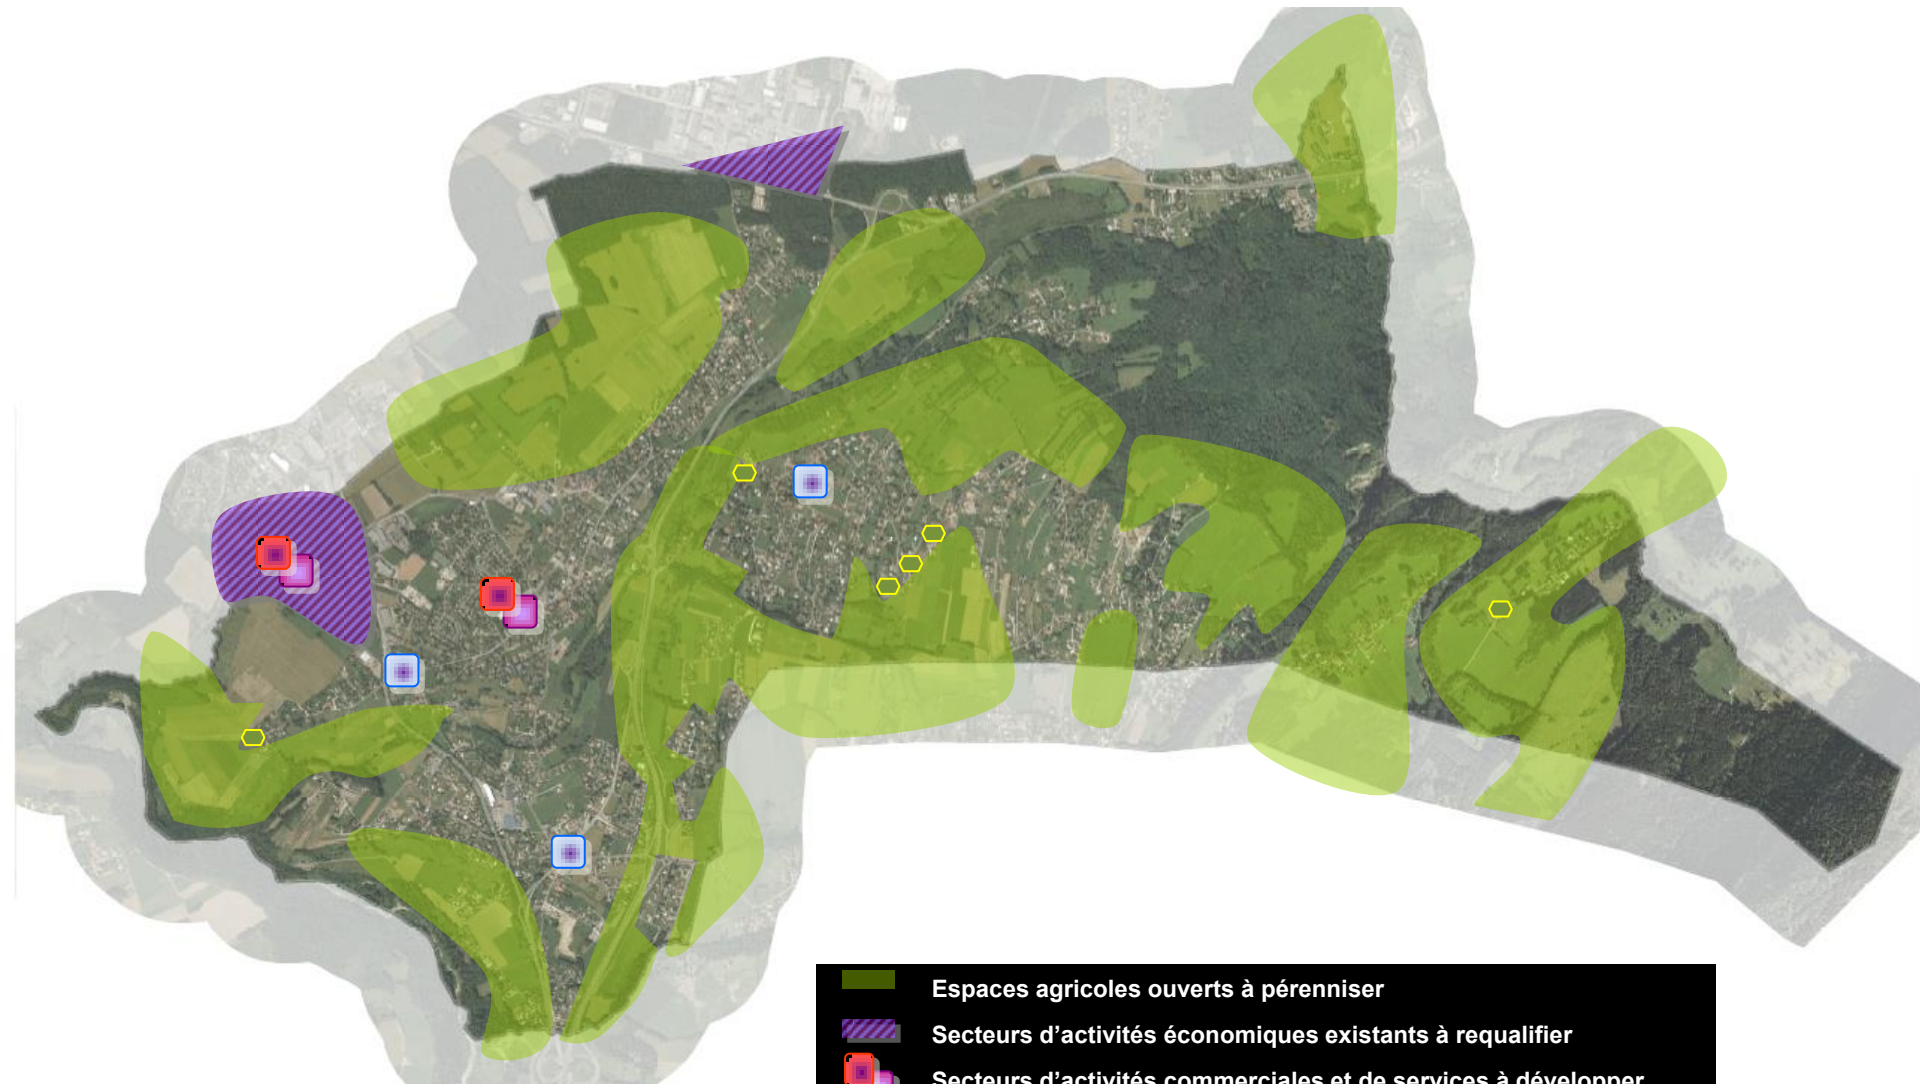 Espaces agricoles ouverts à pérenniser
Secteurs d'activités économiques existants à requalifier
Secteurs d'activités commerciales et de services à développer